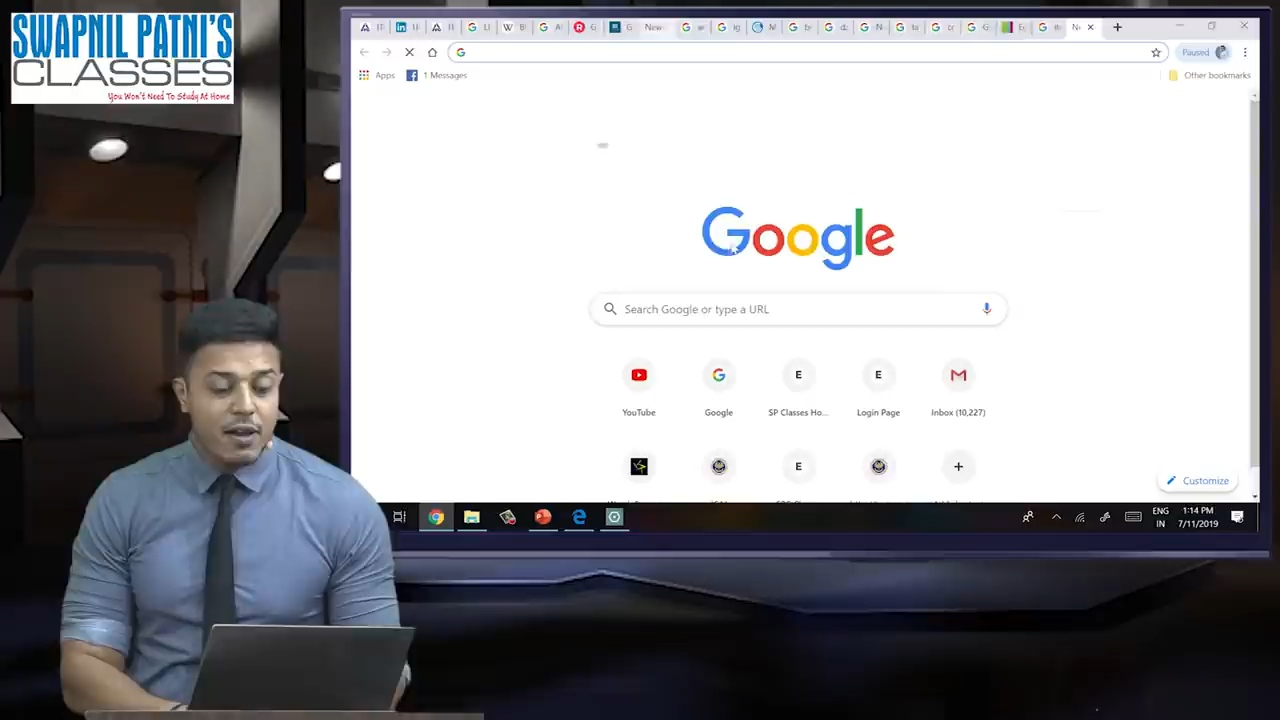 SWAPNIL PATNI'S
CLASSES
You Won't Need To Study At Home
Paused
Apps
1 Messages
Other bookmarks
Google
Search Google or type a URL
YouTube
Google
SP Classes Ho...
Login Page
Inbox (10,227)
E
E
E
Customize
ENG
IN
1:14 PM
7/11/2019